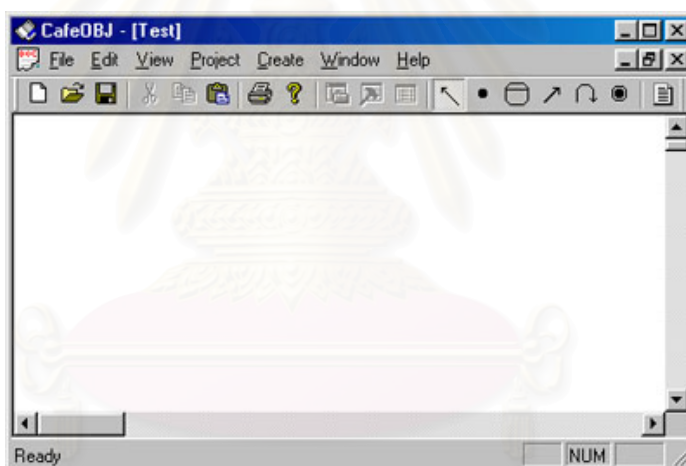 CafeOBJ - [Test]
File Edit View Project Create Window Help
Ready NUM